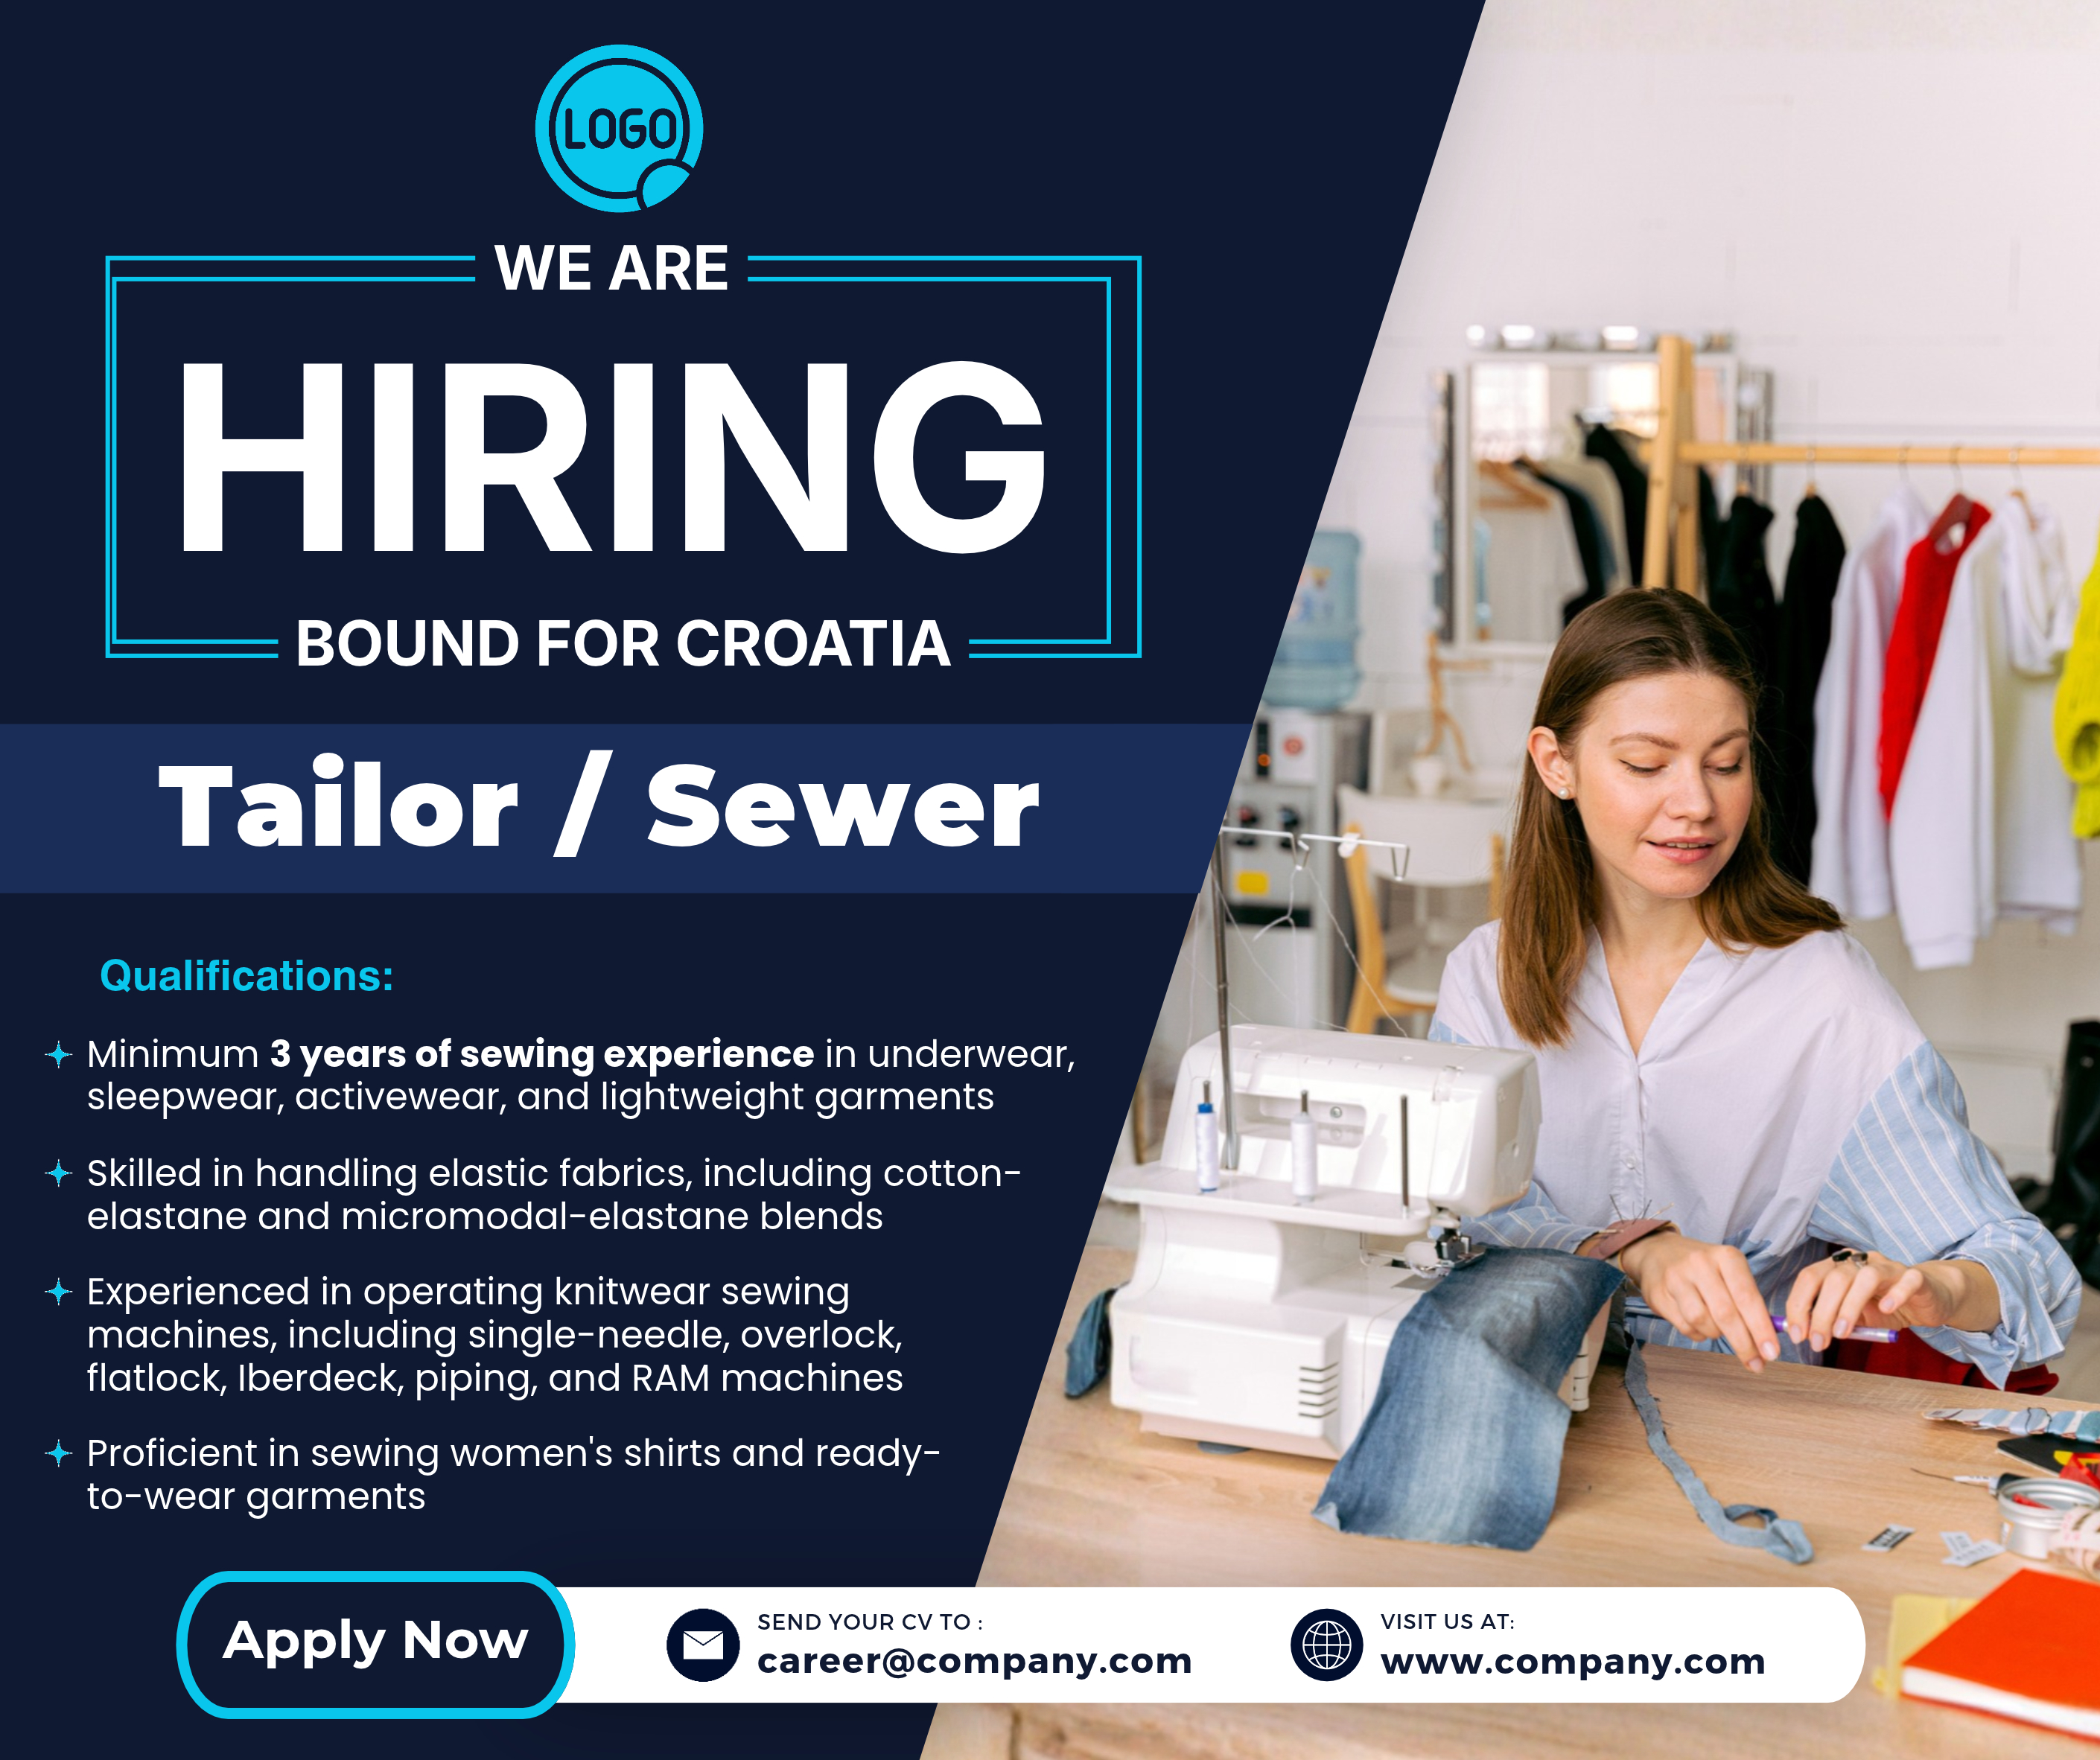 LOGO
WE ARE
HIRING
BOUND FOR CROATIA
Tailor / Sewer
Qualifications:
Minimum 3 years of sewing experience in underwear,
sleepwear, activewear, and lightweight garments
Skilled in handling elastic fabrics, including cotton-
elastane and micromodal-elastane blends
Experienced in operating knitwear sewing
machines, including single-needle, overlock,
flatlock, Iberdeck, piping, and RAM machines
Proficient in sewing women's shirts and ready-
to-wear garments
Apply Now
SEND YOUR CV TO :
career@company.com
VISIT US AT:
www.company.com